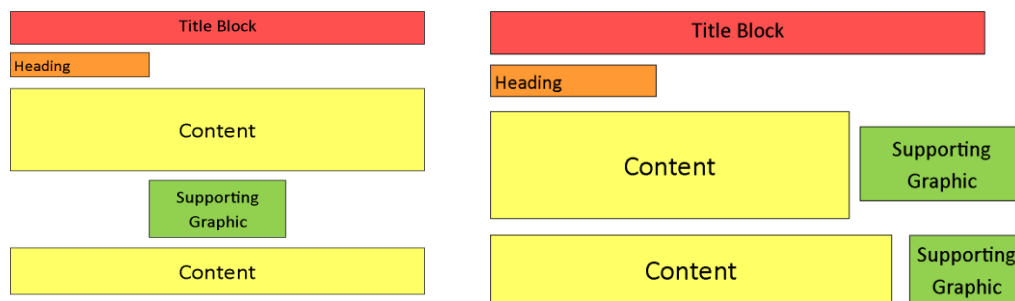 Title Block
Heading
Content
Supporting
Graphic
Content
Title Block
Heading
Content
Supporting
Graphic
Content
Supporting
Graphic